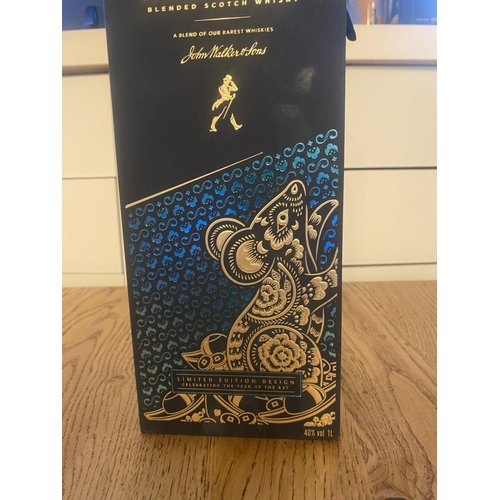 BLENDED SCOTCH WHISKY
A BLEND OF OUR RAREST WHISKIES
John Walker & Sons
LIMITED EDITION DESIGN
CELEBRATING THE YEAR OF THE RAT
40% vol 1L